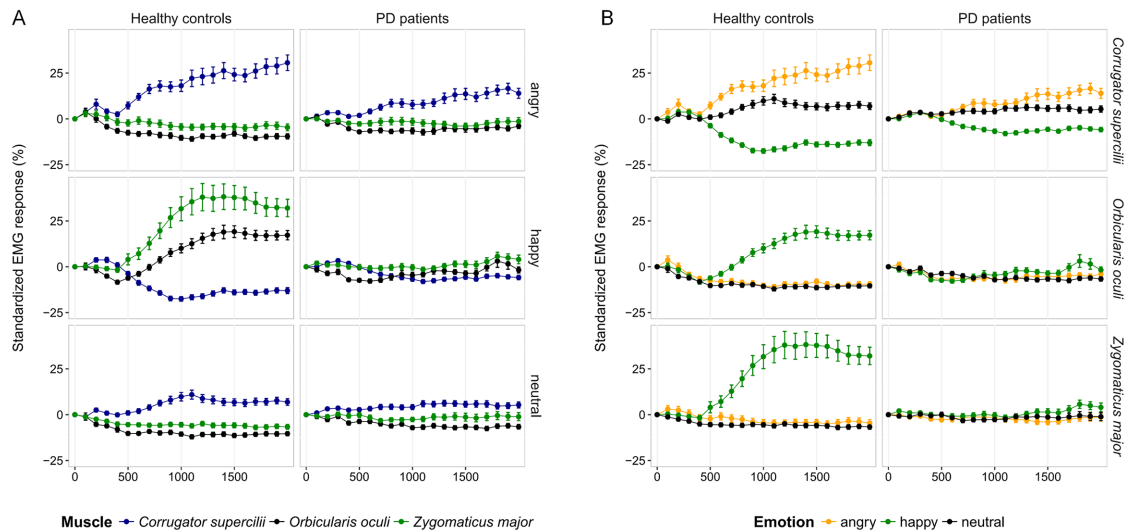 A
Healthy controls
PD patients
Standardized EMG response (%)
25
0
−25
angry
25
0
−25
happy
25
0
−25
neutral
0 500 1000 1500
0 500 1000 1500
Muscle Corrugator supercilii Orbicularis oculi Zygomaticus major
B
Healthy controls
PD patients
Standardized EMG response (%)
25
0
−25
Corrugator supercilii
25
0
−25
Orbicularis oculi
25
0
−25
Zygomaticus major
0 500 1000 1500
0 500 1000 1500
Emotion angry happy neutral